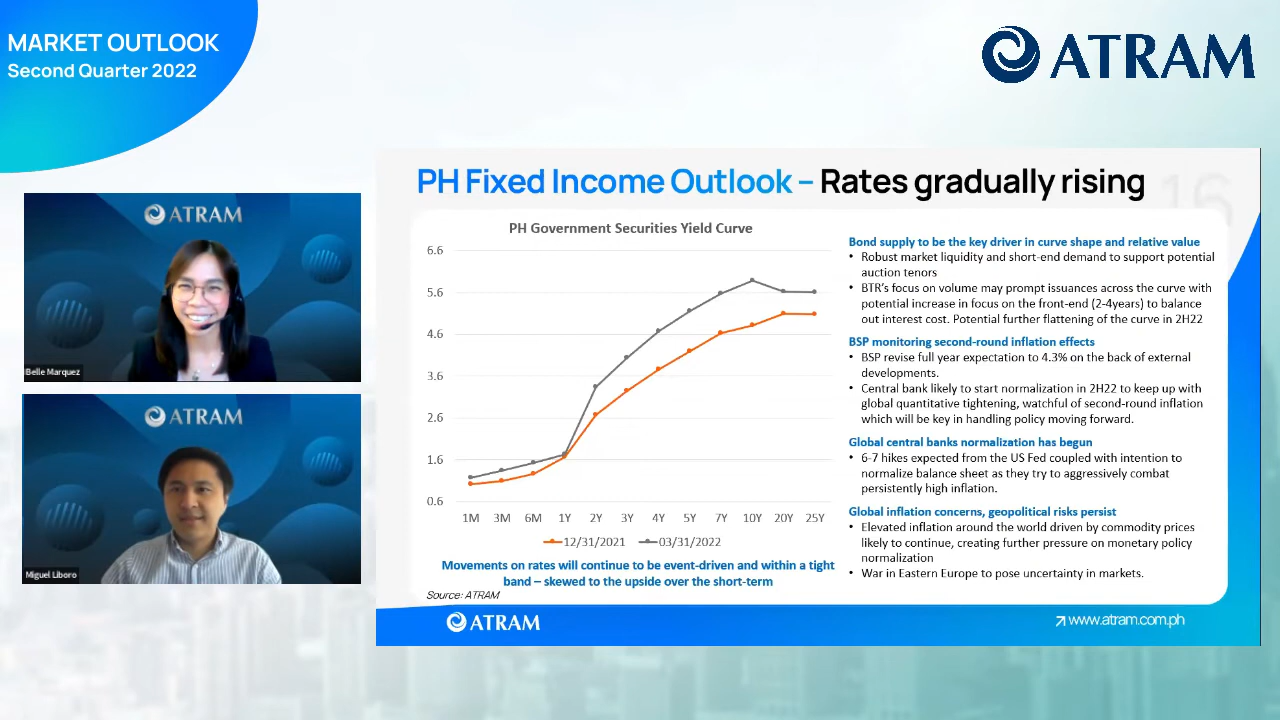 MARKET OUTLOOK
Second Quarter 2022
ATRAM
ATRAM
Belle Marquez
ATRAM
Miguel Liboro
PH Fixed Income Outlook – Rates gradually rising
16
PH Government Securities Yield Curve
6.6
5.6
4.6
3.6
2.6
1.6
0.6
1M 3M 6M 1Y 2Y 3Y 4Y 5Y 7Y 10Y 20Y 25Y
12/31/2021 03/31/2022
Movements on rates will continue to be event-driven and within a tight
band – skewed to the upside over the short-term
Source: ATRAM
Bond supply to be the key driver in curve shape and relative value
• Robust market liquidity and short-end demand to support potential
auction tenors
• BTR's focus on volume may prompt issuances across the curve with
potential increase in focus on the front-end (2-4years) to balance
out interest cost. Potential further flattening of the curve in 2H22
BSP monitoring second-round inflation effects
• BSP revise full year expectation to 4.3% on the back of external
developments.
• Central bank likely to start normalization in 2H22 to keep up with
global quantitative tightening, watchful of second-round inflation
which will be key in handling policy moving forward.
Global central banks normalization has begun
• 6-7 hikes expected from the US Fed coupled with intention to
normalize balance sheet as they try to aggressively combat
persistently high inflation.
Global inflation concerns, geopolitical risks persist
• Elevated inflation around the world driven by commodity prices
likely to continue, creating further pressure on monetary policy
normalization
• War in Eastern Europe to pose uncertainty in markets.
ATRAM
www.atram.com.ph